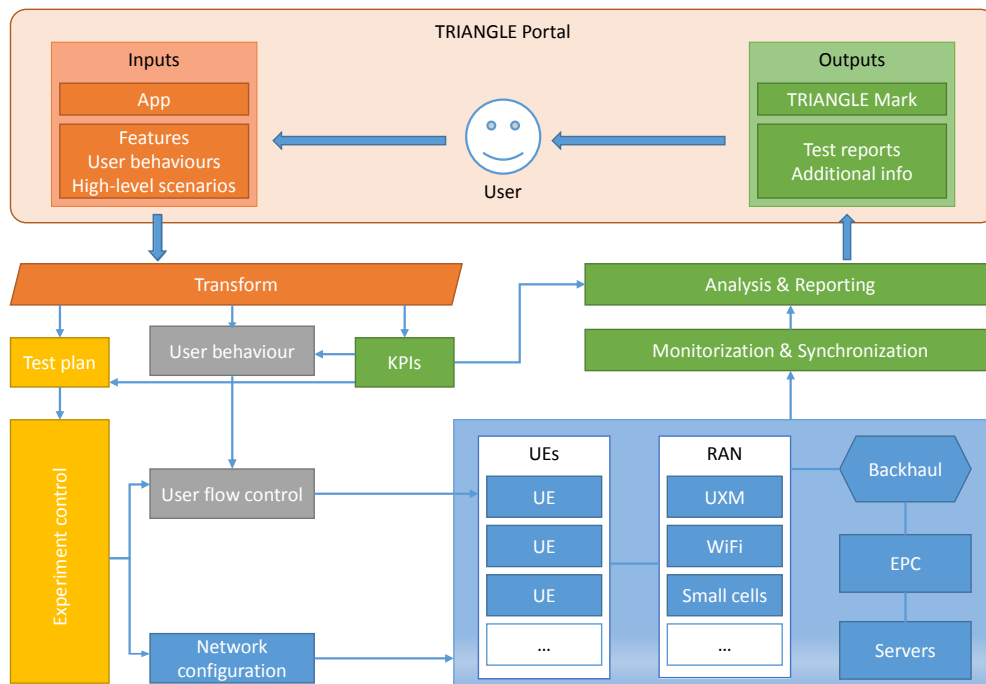 TRIANGLE Portal
Inputs
App
Features
User behaviours
High-level scenarios
User
Outputs
TRIANGLE Mark
Test reports
Additional info
Transform
Analysis & Reporting
Test plan
User behaviour
KPIs
Monitorization & Synchronization
Experiment control
User flow control
Network
configuration
UEs
UE
UE
UE
...
RAN
UXM
WiFi
Small cells
...
Backhaul
EPC
Servers